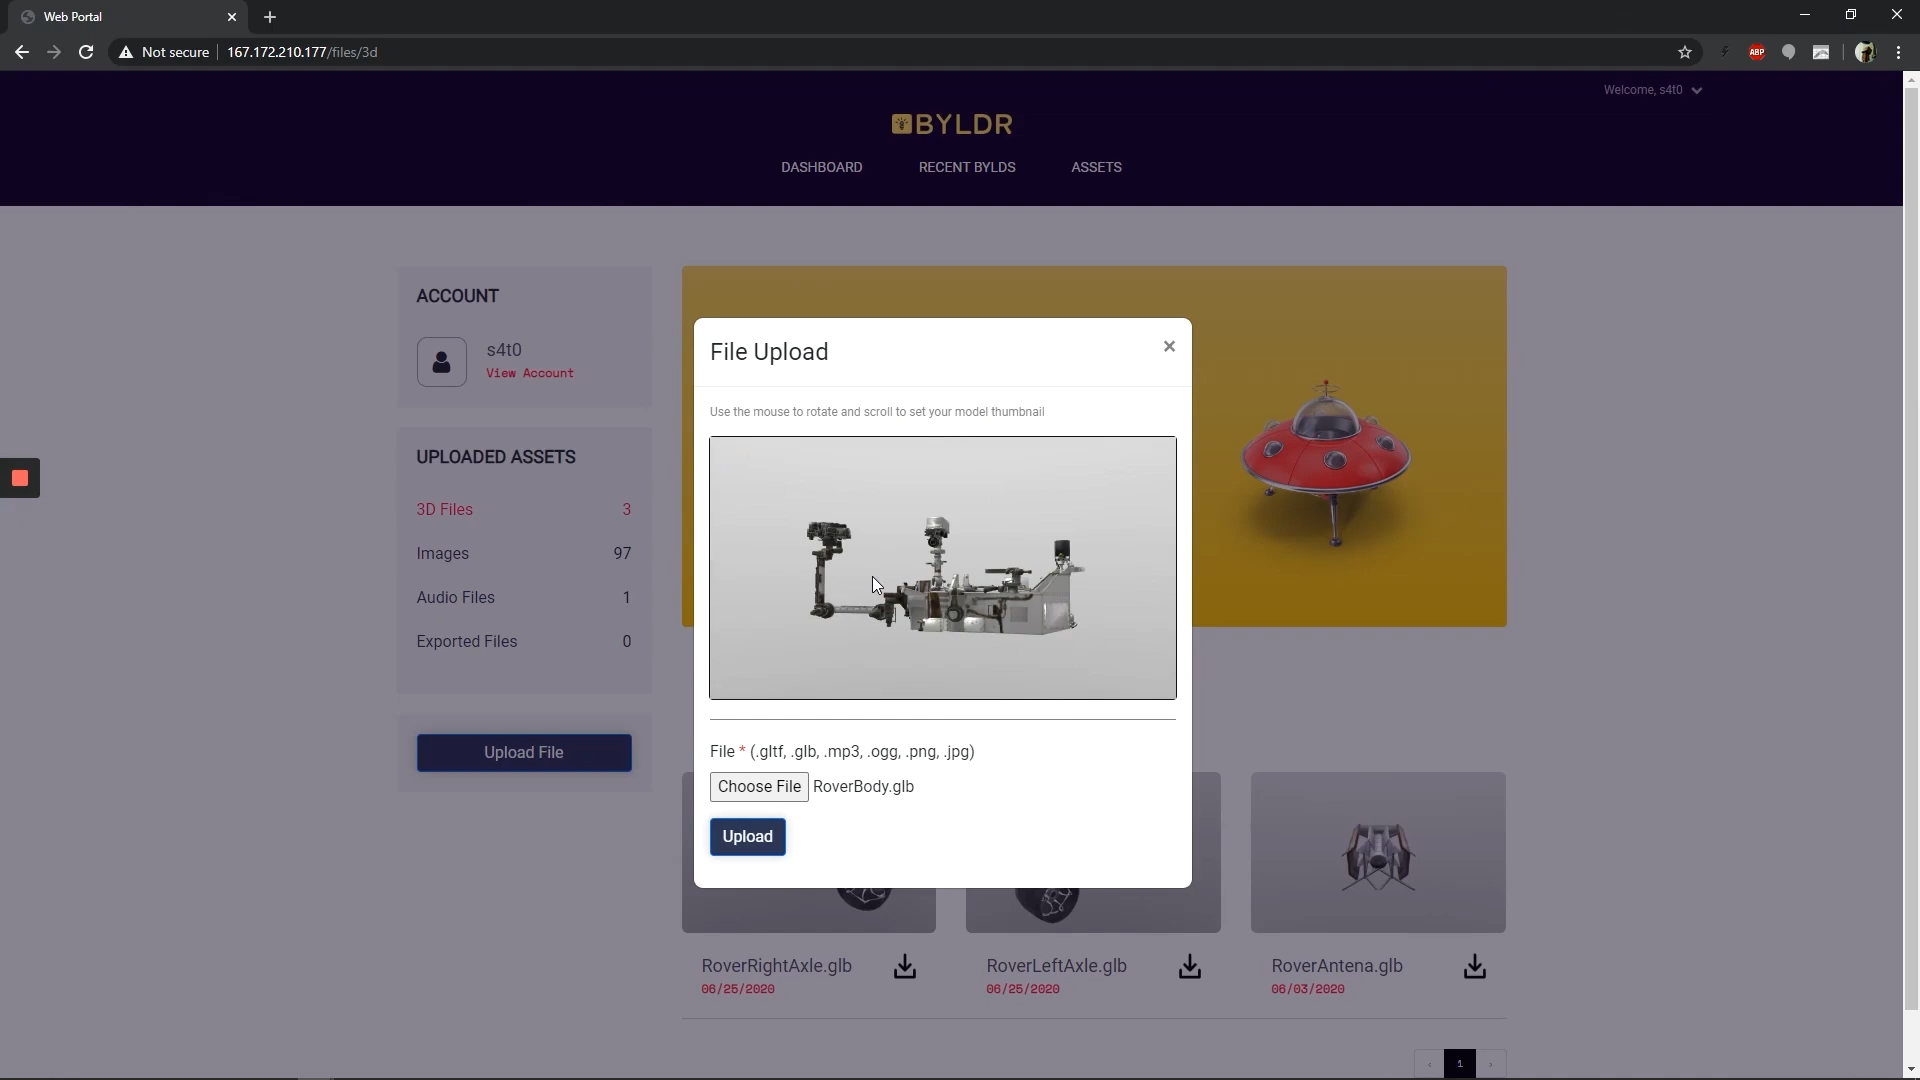 Web Portal
Not secure
167.172.210.177/files/3d
ABP
Welcome, s4t0
BYLDR
DASHBOARD
RECENT BYLDS
ASSETS
ACCOUNT
s4t0
View Account
UPLOADED ASSETS
3D Files 3
Images 97
Audio Files 1
Exported Files 0
Upload File
File Upload
×
Use the mouse to rotate and scroll to set your model thumbnail
File * (.gltf, .glb, .mp3, .ogg, .png, .jpg)
Choose File RoverBody.glb
Upload
RoverRightAxle.glb
06/25/2020
RoverLeftAxle.glb
06/25/2020
RoverAntena.glb
06/03/2020
‹ 1 ›